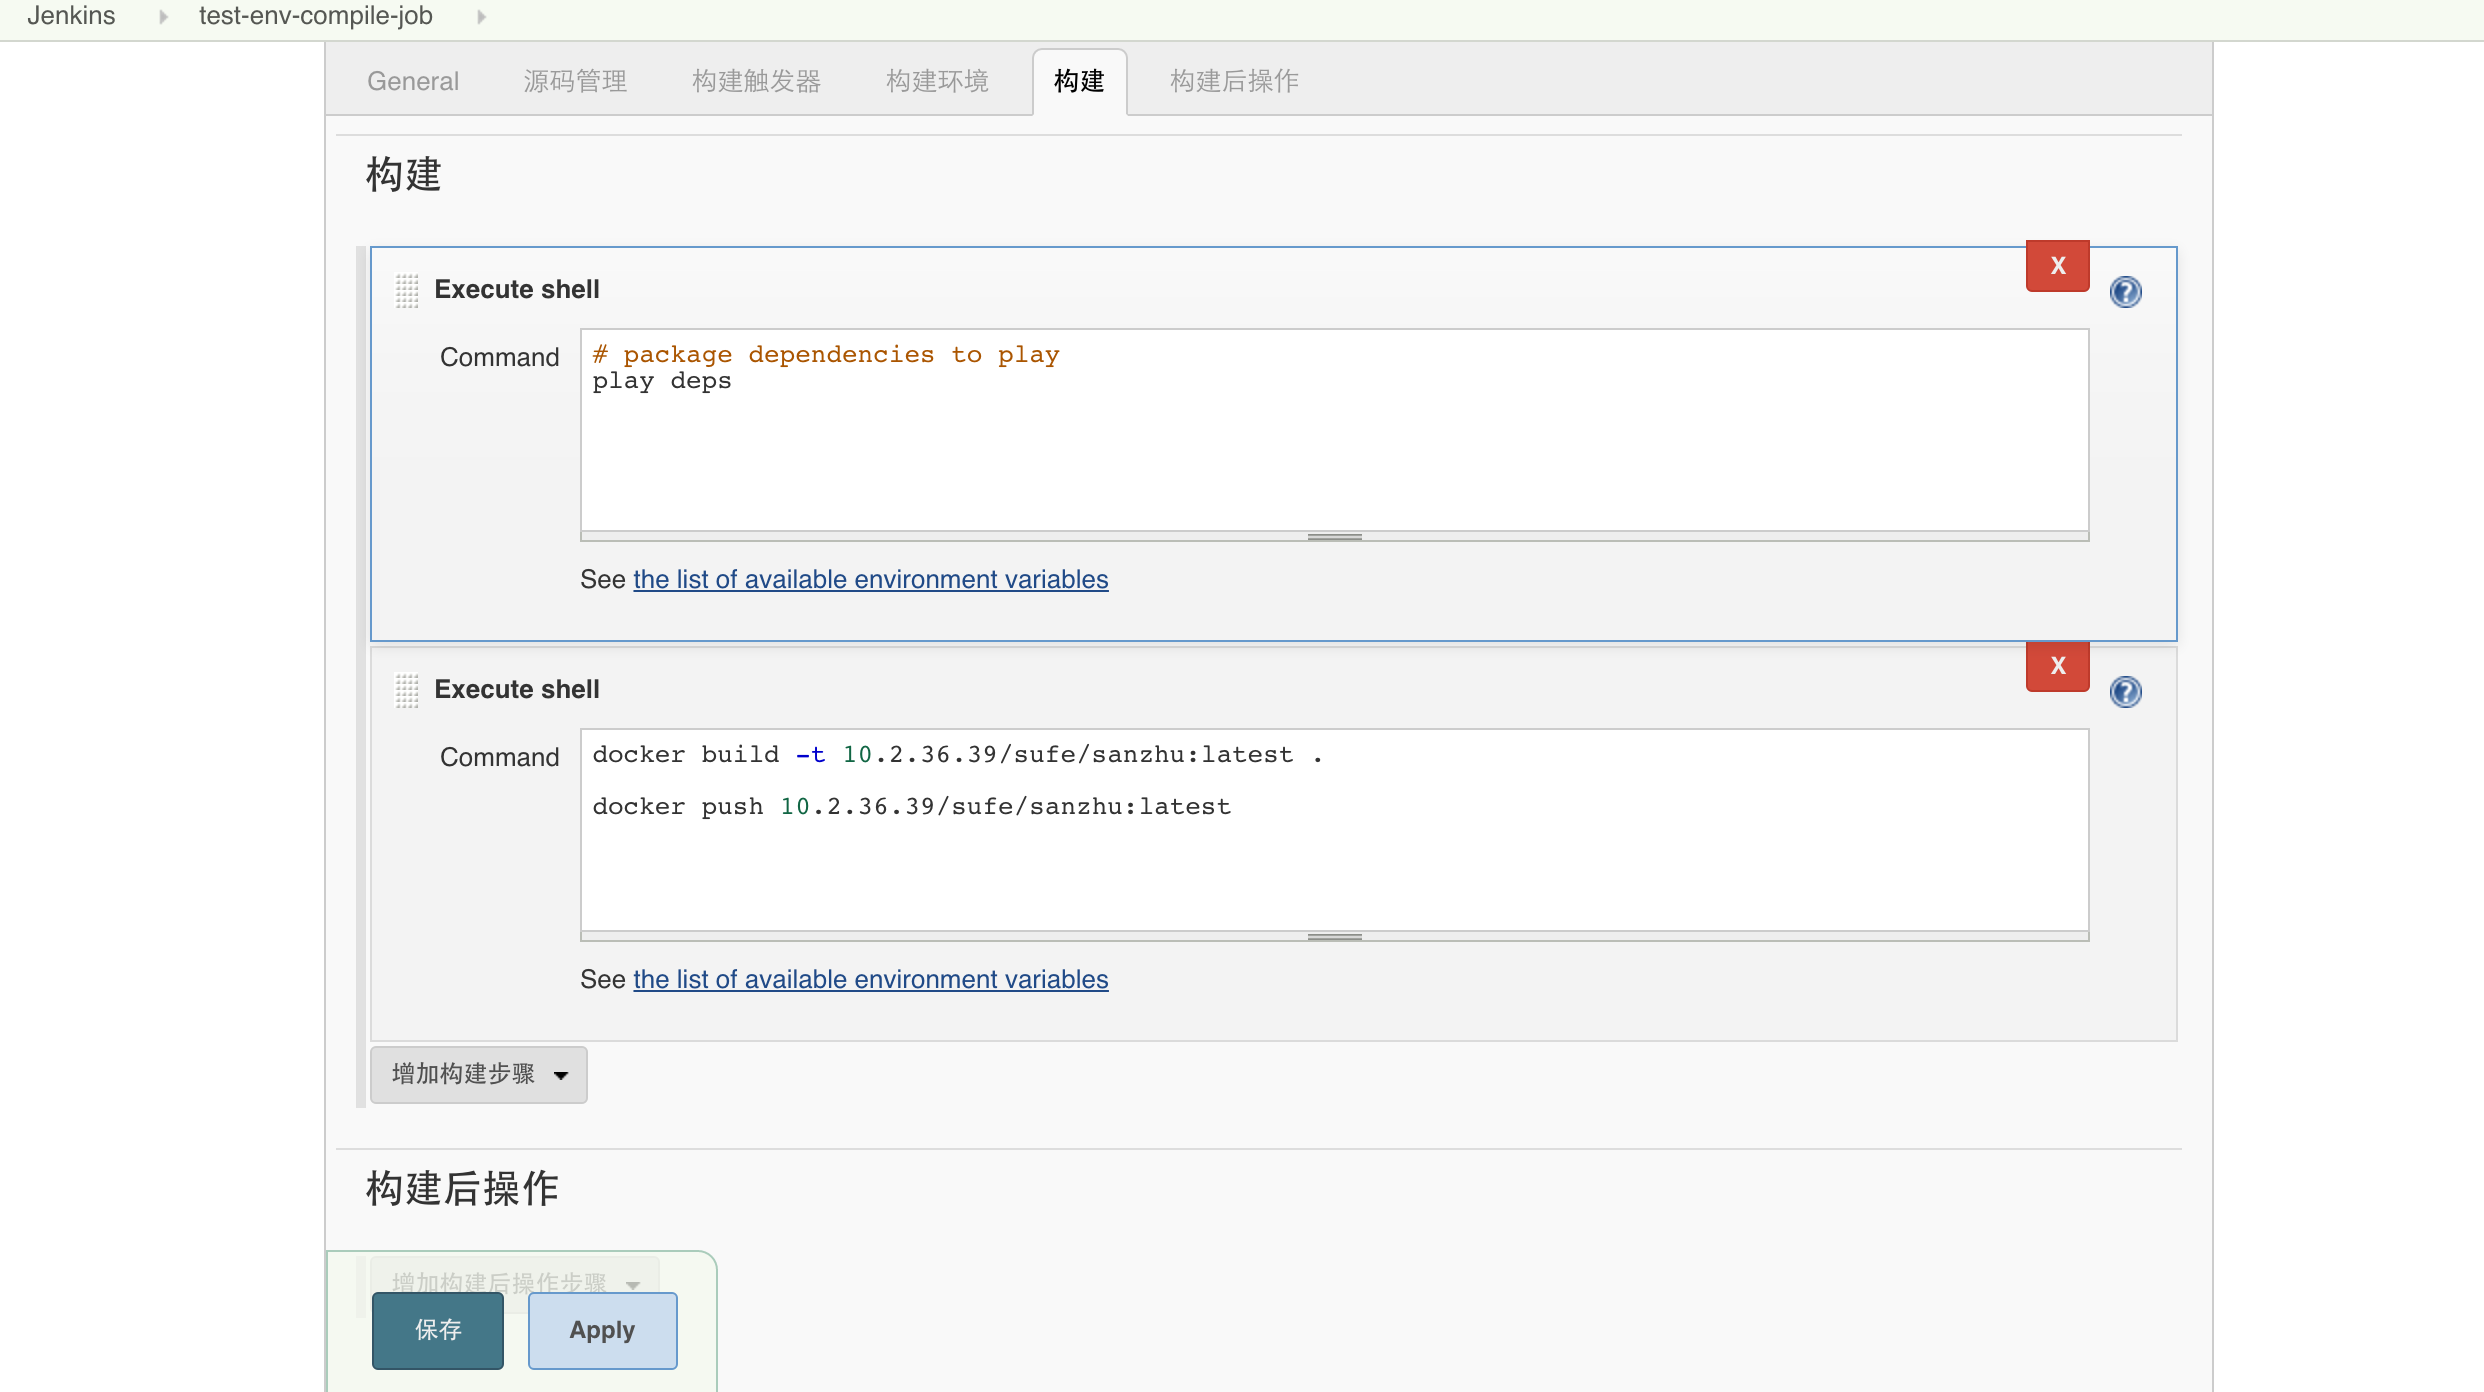 Jenkins test-env-compile-job
General 源码管理 构建触发器 构建环境 构建 构建后操作
构建
X
Execute shell
Command
# package dependencies to play
play deps
See the list of available environment variables
X
Execute shell
Command
docker build -t 10.2.36.39/sufe/sanzhu:latest .
docker push 10.2.36.39/sufe/sanzhu:latest
See the list of available environment variables
增加构建步骤
构建后操作
增加构建后操作步骤
保存 Apply